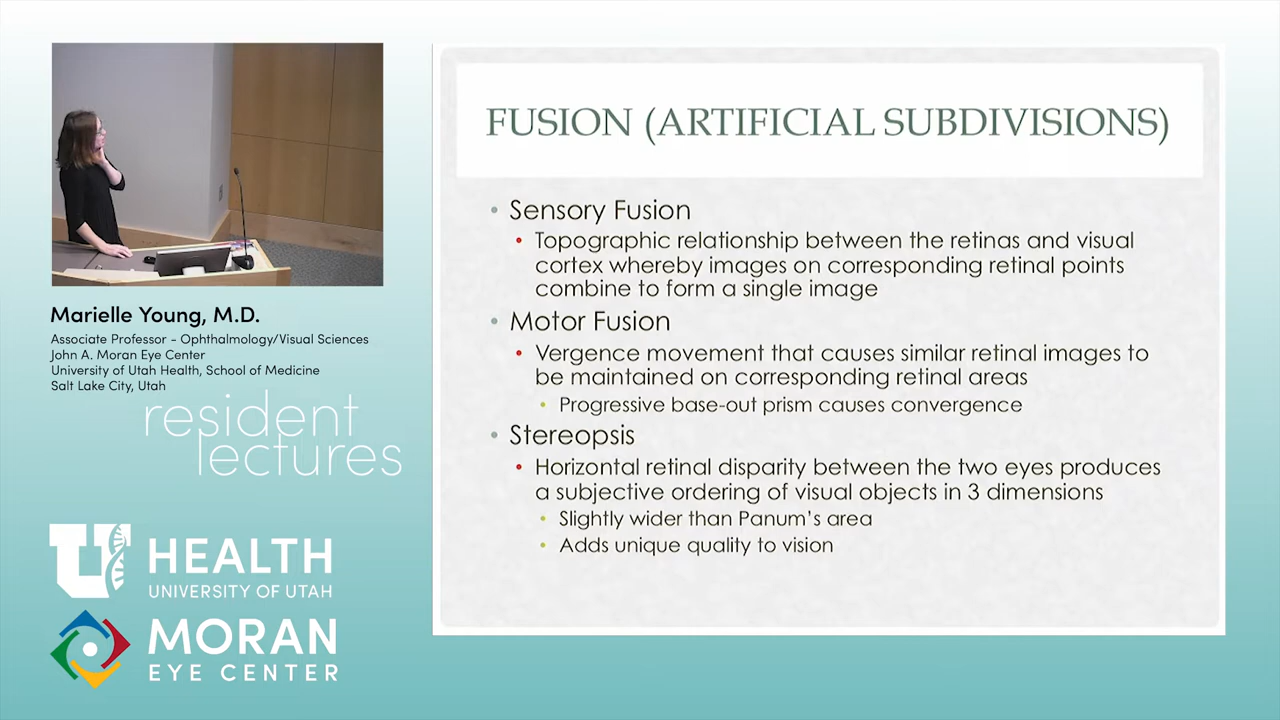 Marielle Young, M.D.
Associate Professor - Ophthalmology/Visual Sciences
John A. Moran Eye Center
University of Utah Health, School of Medicine
Salt Lake City, Utah
resident
lectures
U HEALTH
UNIVERSITY OF UTAH
MORAN
EYE CENTER
FUSION (ARTIFICIAL SUBDIVISIONS)
• Sensory Fusion
• Topographic relationship between the retinas and visual
cortex whereby images on corresponding retinal points
combine to form a single image
• Motor Fusion
• Vergence movement that causes similar retinal images to
be maintained on corresponding retinal areas
• Progressive base-out prism causes convergence
• Stereopsis
• Horizontal retinal disparity between the two eyes produces
a subjective ordering of visual objects in 3 dimensions
• Slightly wider than Panum's area
• Adds unique quality to vision